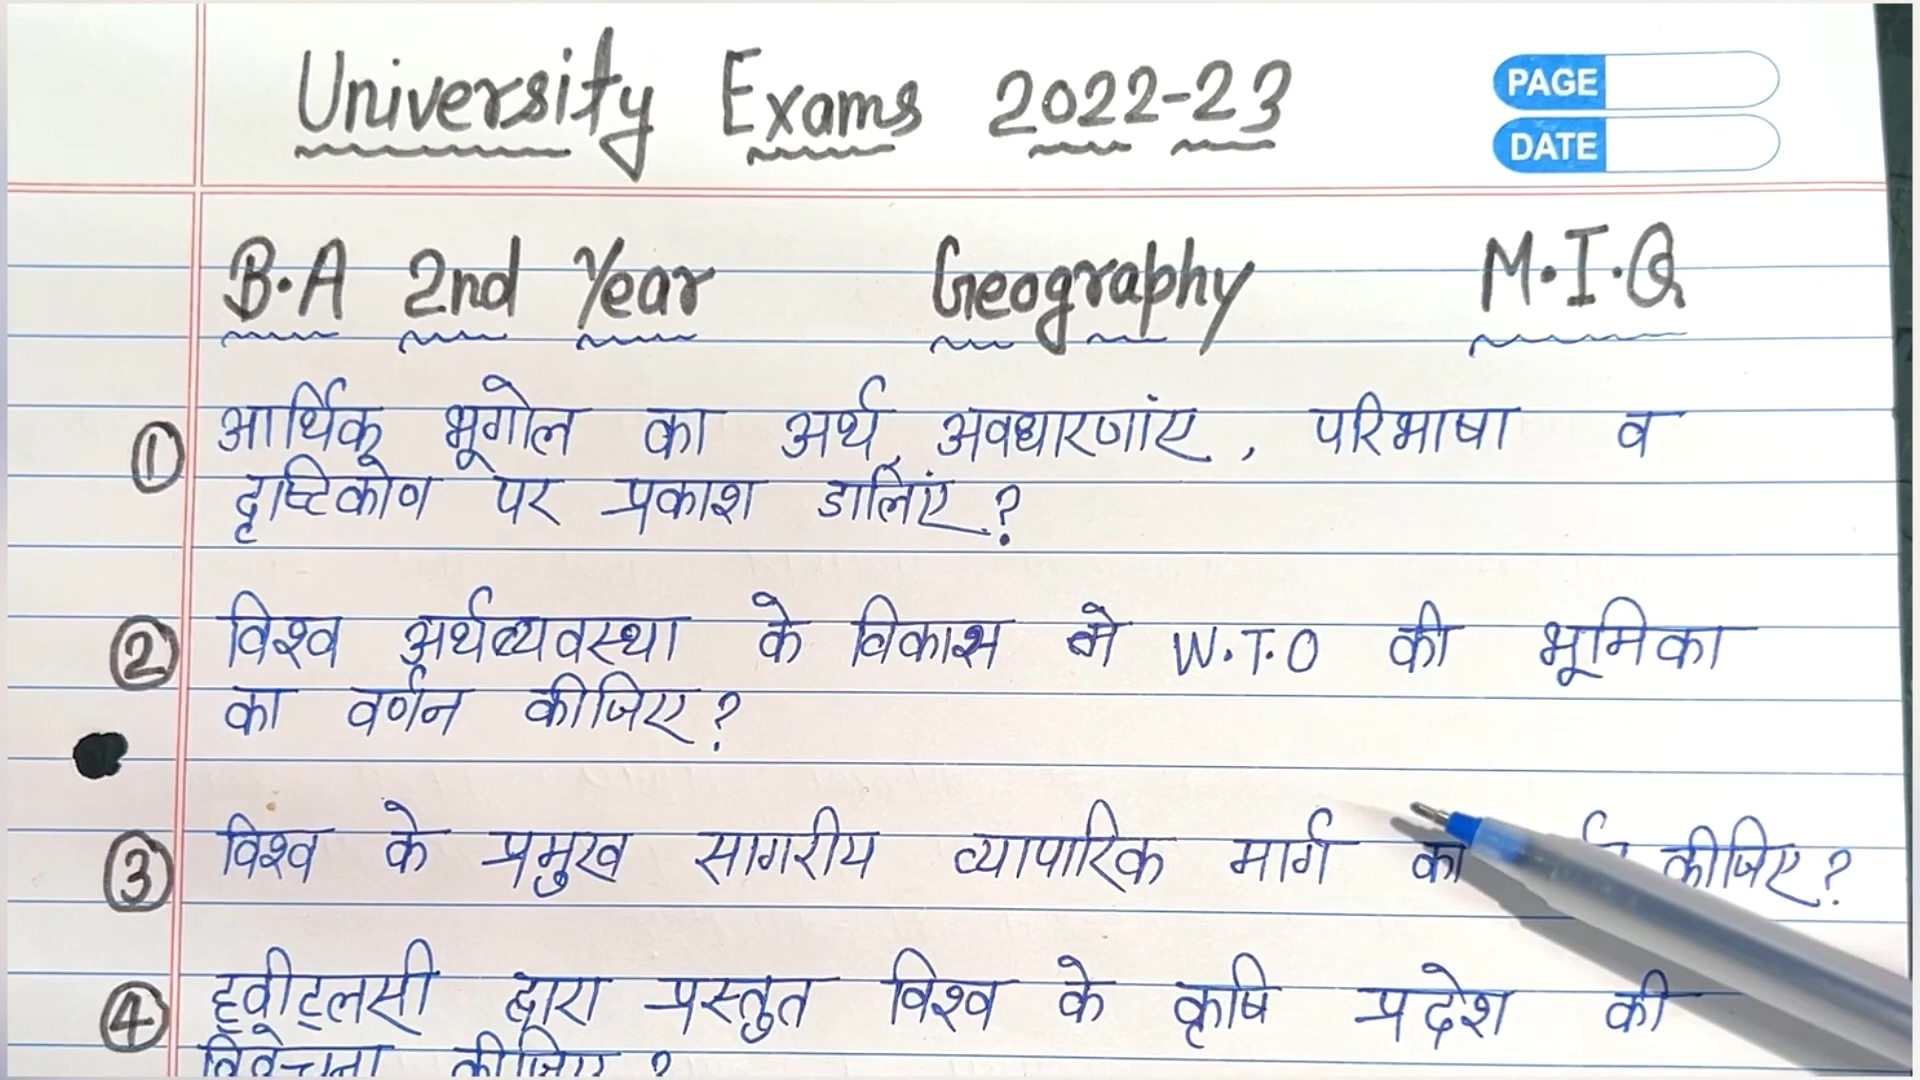 University Exams 2022-23
PAGE
DATE
B.A 2nd Year Geography M.I.Q
① आर्थिक भूगोल का अर्थ, अवधारणांए, परिभाषा व
दृष्टिकोण पर प्रकाश डालिएं?
② विश्व अर्थव्यवस्था के विकास मे W.T.O की भूमिका
का वर्णन कीजिए?
③ विश्व के प्रमुख सागरीय व्यापारिक मार्ग का कीजिए?
④ ह्वीट्लसी द्वारा प्रस्तुत विश्व के कृषि प्रदेश की
विवेचना कीजिए?